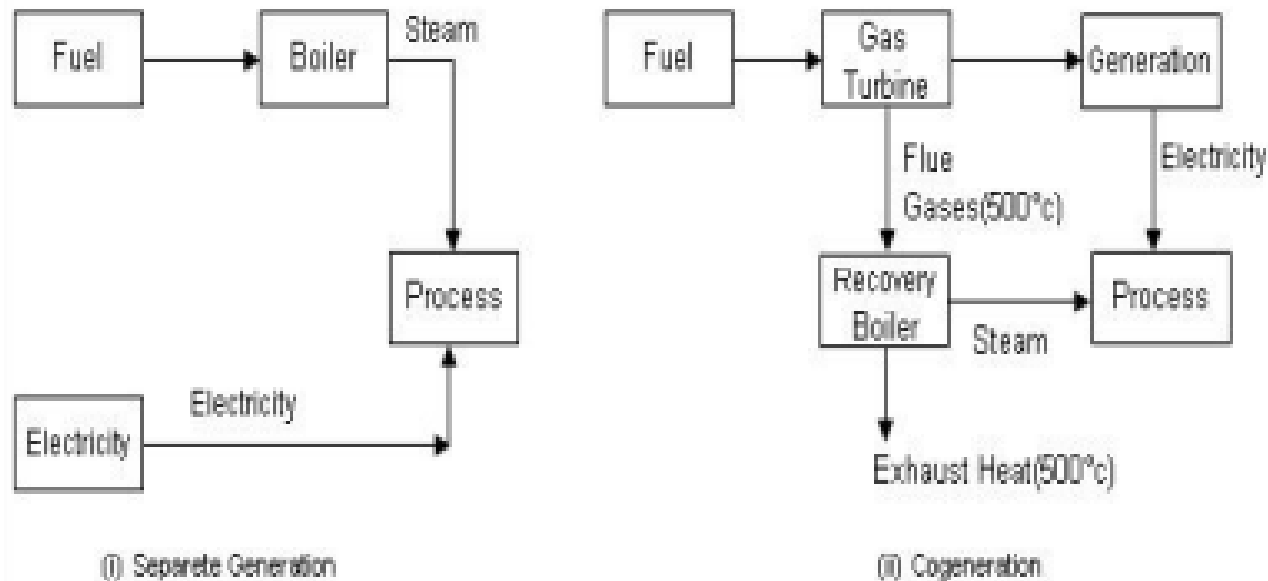 Fuel
Boiler
Steam
Process
Electricity
Electricity
(i) Separete Generation
Fuel
Gas
Turbine
Generation
Flue
Gases(500°c)
Electricity
Recovery
Boiler
Steam
Process
Exhaust Heat(500°c)
(ii) Cogeneration